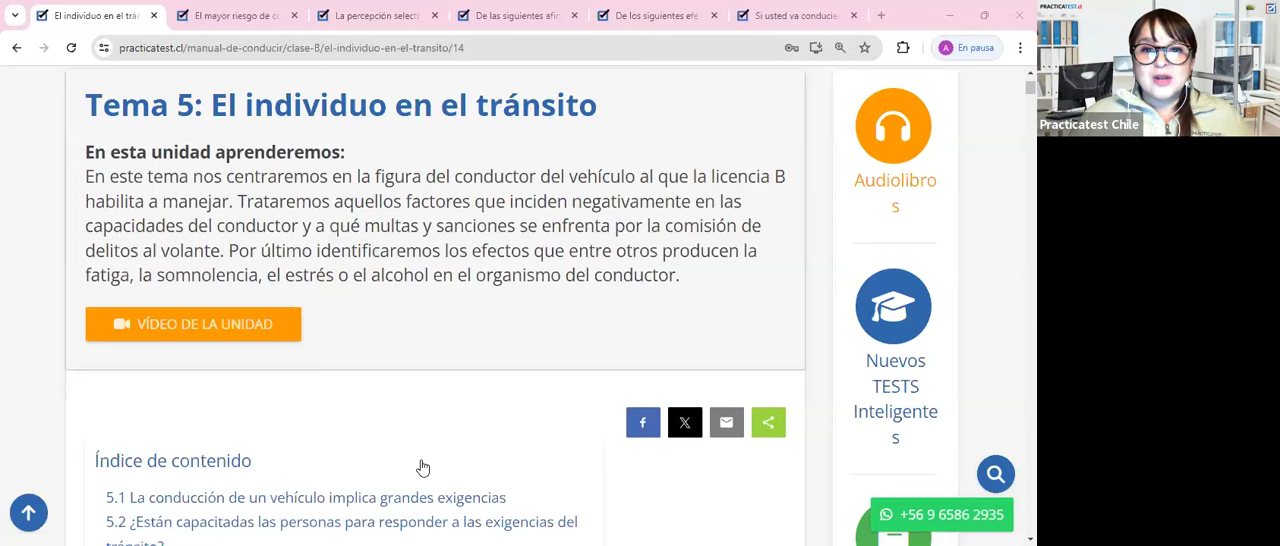 El individuo en el trán
El mayor riesgo de co
La percepción selecti
De las siguientes afir
De los siguientes efe
Si usted va conducie
practicatest.cl/manual-de-conducir/clase-B/el-individuo-en-el-transito/14
A
En pausa
PRACTICATEST.cl
Practicatest Chile
Tema 5: El individuo en el tránsito
En esta unidad aprenderemos:
En este tema nos centraremos en la figura del conductor del vehículo al que la licencia B
habilita a manejar. Trataremos aquellos factores que inciden negativamente en las
capacidades del conductor y a qué multas y sanciones se enfrenta por la comisión de
delitos al volante. Por último identificaremos los efectos que entre otros producen la
fatiga, la somnolencia, el estrés o el alcohol en el organismo del conductor.
VÍDEO DE LA UNIDAD
Índice de contenido
5.1 La conducción de un vehículo implica grandes exigencias
5.2 ¿Están capacitadas las personas para responder a las exigencias del
tránsito?
Audiolibro
s
Nuevos
TESTS
Inteligente
s
+56 9 6586 2935